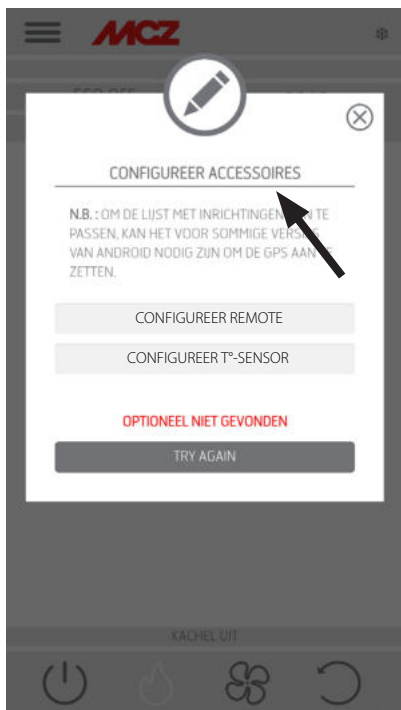 MCZ
CONFIGUREER ACCESSOIRES
N.B. : OM DE LIJST MET INRICHTINGEN TE
PASSEN, KAN HET VOOR SOMMIGE
VAN ANDROID NODIG ZIJN OM DE GPS AAN
ZETTEN.
CONFIGUREER REMOTE
CONFIGUREER T°-SENSOR
OPTIONEEL NIET GEVONDEN
TRY AGAIN
KACHEL UIT